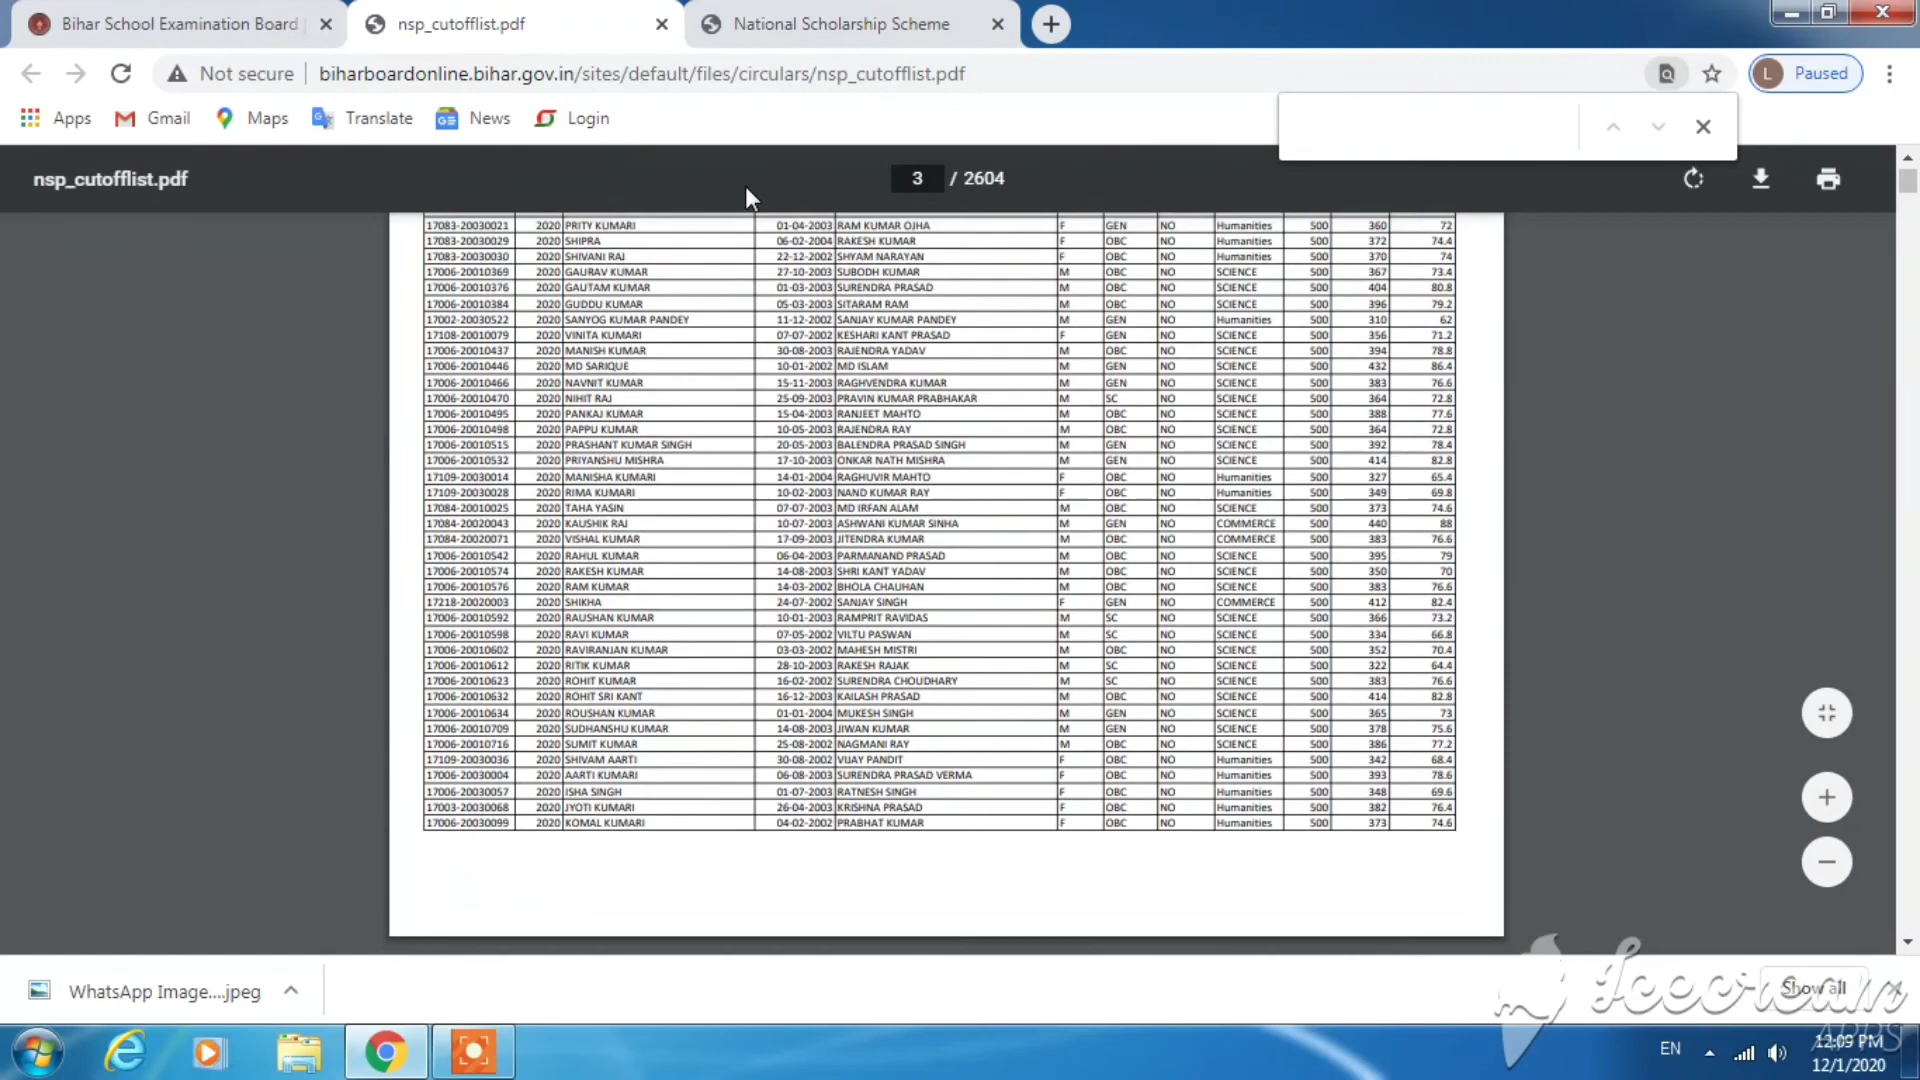 Bihar School Examination Board
nsp_cutofflist.pdf
National Scholarship Scheme
Not secure
biharboardonline.bihar.gov.in/sites/default/files/circulars/nsp_cutofflist.pdf
L
Paused
Apps
Gmail
Maps
Translate
News
Login
nsp_cutofflist.pdf
3 / 2604
17083-20030021 2020 PRITY KUMARI 01-04-2003 RAM KUMAR OJHA F GEN NO Humanities 500 360 72
17083-20030029 2020 SHIPRA 06-02-2004 RAKESH KUMAR F OBC NO Humanities 500 372 74.4
17083-20030030 2020 SHIVANI RAJ 22-12-2002 SHYAM NARAYAN F OBC NO Humanities 500 370 74
17006-20010369 2020 GAURAV KUMAR 27-10-2003 SUBODH KUMAR M OBC NO SCIENCE 500 367 73.4
17006-20010376 2020 GAUTAM KUMAR 01-03-2003 SURENDRA PRASAD M OBC NO SCIENCE 500 404 80.8
17006-20010384 2020 GUDDU KUMAR 05-03-2003 SITARAM RAM M OBC NO SCIENCE 500 396 79.2
17002-20030522 2020 SANYOG KUMAR PANDEY 11-12-2002 SANJAY KUMAR PANDEY M GEN NO Humanities 500 310 62
17108-20010079 2020 VINITA KUMARI 07-07-2002 KESHARI KANT PRASAD F GEN NO SCIENCE 500 356 71.2
17006-20010437 2020 MANISH KUMAR 30-08-2003 RAJENDRA YADAV M OBC NO SCIENCE 500 394 78.8
17006-20010446 2020 MD SARIQUE 10-01-2002 MD ISLAM M GEN NO SCIENCE 500 432 86.4
17006-20010466 2020 NAVNIT KUMAR 15-11-2003 RAGHVENDRA KUMAR M GEN NO SCIENCE 500 383 76.6
17006-20010470 2020 NIHIT RAJ 25-09-2003 PRAVIN KUMAR PRABHAKAR M SC NO SCIENCE 500 364 72.8
17006-20010495 2020 PANKAJ KUMAR 15-04-2003 RANJEET MAHTO M OBC NO SCIENCE 500 388 77.6
17006-20010498 2020 PAPPU KUMAR 10-05-2003 RAJENDRA RAY M OBC NO SCIENCE 500 364 72.8
17006-20010515 2020 PRASHANT KUMAR SINGH 20-05-2003 BALENDRA PRASAD SINGH M GEN NO SCIENCE 500 392 78.4
17006-20010532 2020 PRIYANSHU MISHRA 17-10-2003 ONKAR NATH MISHRA M GEN NO SCIENCE 500 414 82.8
17109-20030014 2020 MANISHA KUMARI 14-01-2004 RAGHUVIR MAHTO F OBC NO Humanities 500 327 65.4
17109-20030028 2020 RIMA KUMARI 10-02-2003 NAND KUMAR RAY F OBC NO Humanities 500 349 69.8
17084-20010025 2020 TAHA YASIN 07-07-2003 MD IRFAN ALAM M OBC NO SCIENCE 500 373 74.6
17084-20020043 2020 KAUSHIK RAJ 10-07-2003 ASHWANI KUMAR SINHA M GEN NO COMMERCE 500 440 88
17084-20020071 2020 VISHAL KUMAR 17-09-2003 JITENDRA KUMAR M OBC NO COMMERCE 500 383 76.6
17006-20010542 2020 RAHUL KUMAR 06-04-2003 PARMANAND PRASAD M OBC NO SCIENCE 500 395 79
17006-20010574 2020 RAKESH KUMAR 14-08-2003 SHRI KANT YADAV M OBC NO SCIENCE 500 350 70
17006-20010576 2020 RAM KUMAR 14-03-2002 BHOLA CHAUHAN M OBC NO SCIENCE 500 383 76.6
17218-20020003 2020 SHIKHA 24-07-2002 SANJAY SINGH F GEN NO COMMERCE 500 412 82.4
17006-20010592 2020 RAUSHAN KUMAR 10-01-2003 RAMPRIT RAVIDAS M SC NO SCIENCE 500 366 73.2
17006-20010598 2020 RAVI KUMAR 07-05-2002 VILTU PASWAN M SC NO SCIENCE 500 334 66.8
17006-20010602 2020 RAVIRANJAN KUMAR 03-03-2002 MAHESH MISTRI M OBC NO SCIENCE 500 352 70.4
17006-20010612 2020 RITIK KUMAR 28-10-2003 RAKESH RAJAK M SC NO SCIENCE 500 322 64.4
17006-20010623 2020 ROHIT KUMAR 16-02-2002 SURENDRA CHOUDHARY M SC NO SCIENCE 500 383 76.6
17006-20010632 2020 ROHIT SRI KANT 16-12-2003 KAILASH PRASAD M OBC NO SCIENCE 500 414 82.8
17006-20010634 2020 ROUSHAN KUMAR 01-01-2004 MUKESH SINGH M GEN NO SCIENCE 500 365 73
17006-20010709 2020 SUDHANSHU KUMAR 14-08-2003 JIWAN KUMAR M GEN NO SCIENCE 500 378 75.6
17006-20010716 2020 SUMIT KUMAR 25-08-2002 NAGMANI RAY M OBC NO SCIENCE 500 386 77.2
17109-20030036 2020 SHIVAM AARTI 30-08-2002 VIJAY PANDIT F OBC NO Humanities 500 342 68.4
17006-20030004 2020 AARTI KUMARI 06-08-2003 SURENDRA PRASAD VERMA F OBC NO Humanities 500 393 78.6
17006-20030057 2020 ISHA SINGH 01-07-2003 RATNESH SINGH F OBC NO Humanities 500 348 69.6
17003-20030068 2020 JYOTI KUMARI 26-04-2003 KRISHNA PRASAD F OBC NO Humanities 500 382 76.4
17006-20030099 2020 KOMAL KUMARI 04-02-2002 PRABHAT KUMAR F OBC NO Humanities 500 373 74.6
WhatsApp Image....jpeg
Show all
Icecream
APPS
EN
12:09 PM
12/1/2020